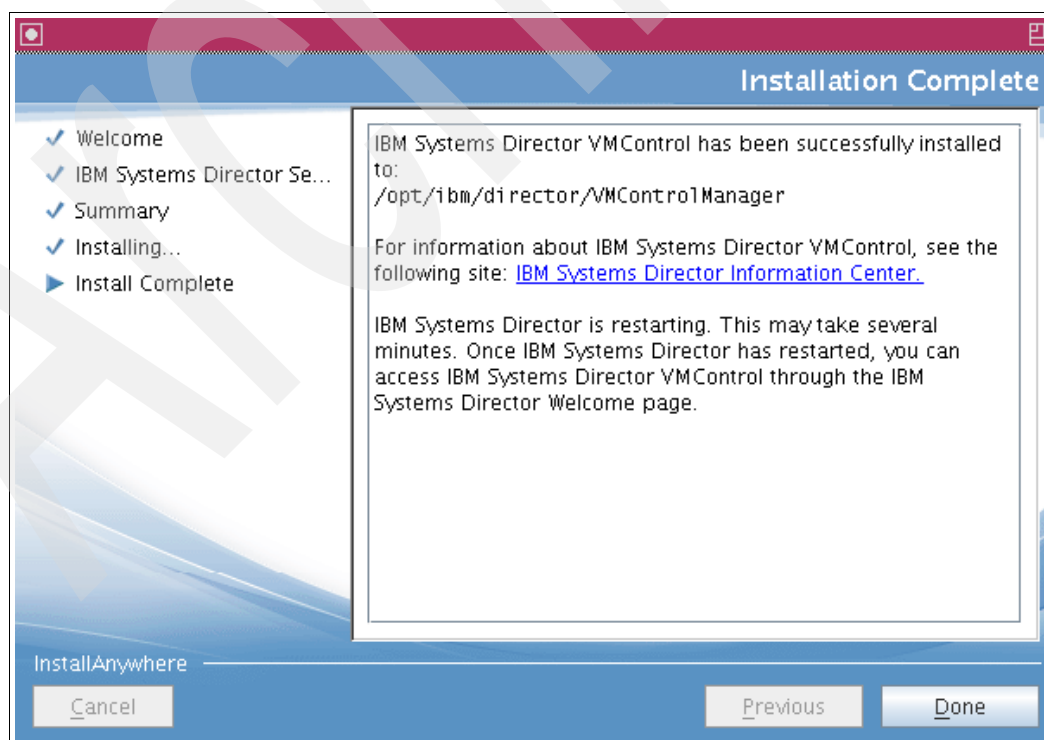 Installation Complete
Welcome
IBM Systems Director Se...
Summary
Installing...
Install Complete
IBM Systems Director VMControl has been successfully installed
to:
/opt/ibm/director/VMControlManager
For information about IBM Systems Director VMControl, see the
following site: IBM Systems Director Information Center.
IBM Systems Director is restarting. This may take several
minutes. Once IBM Systems Director has restarted, you can
access IBM Systems Director VMControl through the IBM
Systems Director Welcome page.
InstallAnywhere
Cancel
Previous
Done